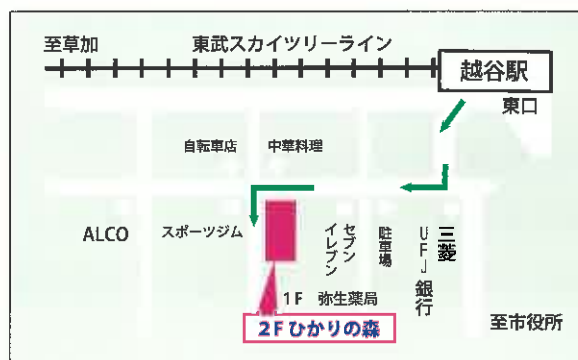 至草加
東武スカイツリーライン
越谷駅
東口
自転車店
中華料理
ALCO
スポーツジム
セブン
イレブン
駐車場
三菱
UFJ銀行
1F 弥生薬局
2Fひかりの森
至市役所